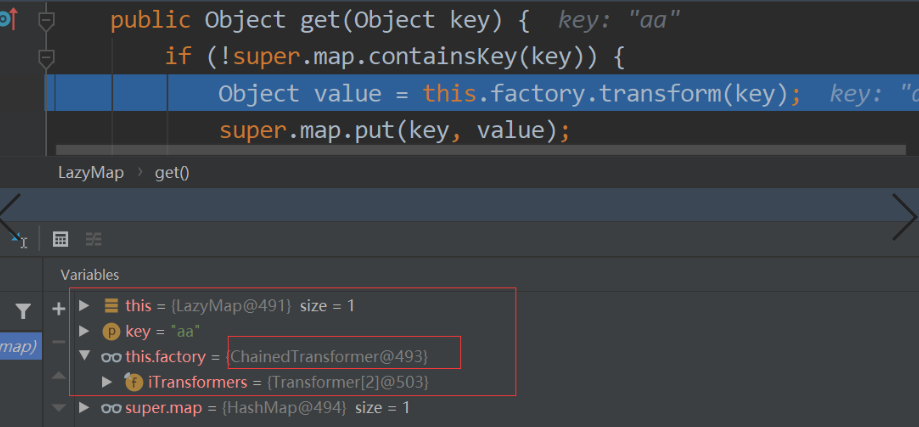 public Object get(Object key) { key: "aa"
if (!super.map.containsKey(key)) {
Object value = this.factory.transform(key); key:
super.map.put(key, value);
LazyMap › get()
Variables
this = {LazyMap@491} size = 1
key = "aa"
map)
this.factory = {ChainedTransformer@493}
iTransformers = {Transformer[2]@503}
super.map = {HashMap@494} size = 1